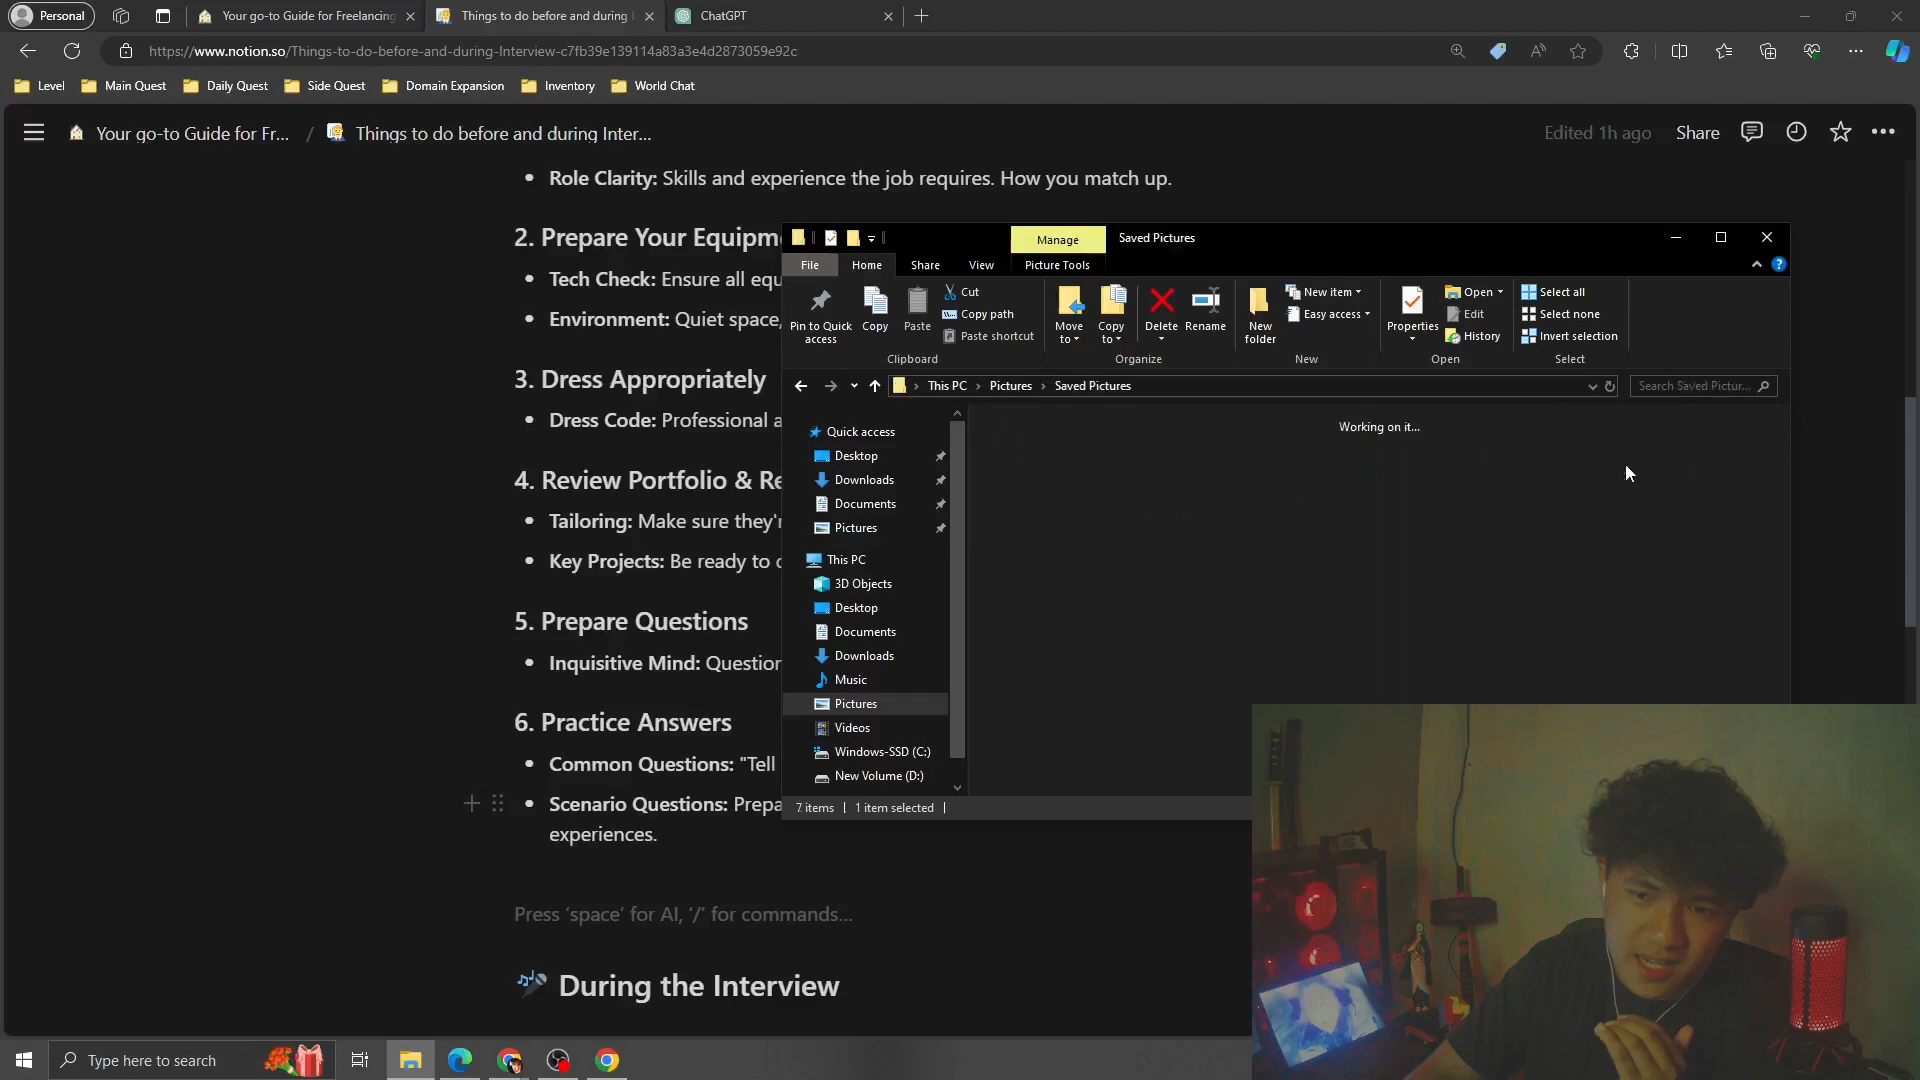 Personal
Your go-to Guide for Freelancing
Things to do before and during I
ChatGPT
https://www.notion.so/Things-to-do-before-and-during-Interview-c7fb39e139114a83a3e4d2873059e92c
Level
Main Quest
Daily Quest
Side Quest
Domain Expansion
Inventory
World Chat
Your go-to Guide for Fr... / Things to do before and during Inter...
Edited 1h ago
Share
• Role Clarity: Skills and experience the job requires. How you match up.
2. Prepare Your Equipme
• Tech Check: Ensure all equ
• Environment: Quiet space,
3. Dress Appropriately
• Dress Code: Professional a
4. Review Portfolio & Re
• Tailoring: Make sure they'r
• Key Projects: Be ready to d
5. Prepare Questions
• Inquisitive Mind: Question
6. Practice Answers
• Common Questions: "Tell
• Scenario Questions: Prepa
experiences.
Press ‘space’ for AI, ‘/’ for commands...
During the Interview
Manage
Saved Pictures
File
Home
Share
View
Picture Tools
Pin to Quick access
Copy
Paste
Cut
Copy path
Paste shortcut
Clipboard
Move to
Copy to
Delete
Rename
Organize
New folder
New item
Easy access
New
Properties
Open
Edit
History
Open
Select all
Select none
Invert selection
Select
This PC > Pictures > Saved Pictures
Search Saved Pictur...
Quick access
Desktop
Downloads
Documents
Pictures
This PC
3D Objects
Desktop
Documents
Downloads
Music
Pictures
Videos
Windows-SSD (C:)
New Volume (D:)
Working on it...
7 items
1 item selected
Type here to search